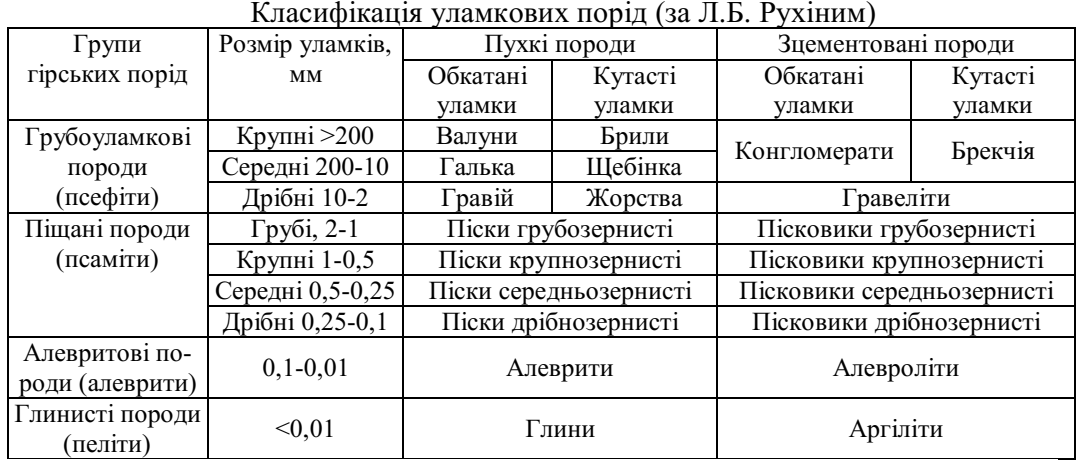 Класифікація уламкових порід (за Л.Б. Рухіним)
Групи гірських порід
Розмір уламків, мм
Пухкі породи
Зцементовані породи
Обкатані уламки
Кутасті уламки
Обкатані уламки
Кутасті уламки
Грубоуламкові породи (псефіти)
Крупні >200
Валуни
Брили
Конгломерати
Брекчія
Середні 200-10
Галька
Щебінка
Дрібні 10-2
Гравій
Жорства
Гравеліти
Піщані породи (псаміти)
Грубі, 2-1
Піски грубозернисті
Пісковики грубозернисті
Крупні 1-0,5
Піски крупнозернисті
Пісковики крупнозернисті
Середні 0,5-0,25
Піски середньозернисті
Пісковики середньозернисті
Дрібні 0,25-0,1
Піски дрібнозернисті
Пісковики дрібнозернисті
Алевритові по-
роди (алеврити)
0,1-0,01
Алеврити
Алевроліти
Глинисті породи (пеліти)
<0,01
Глини
Аргіліти